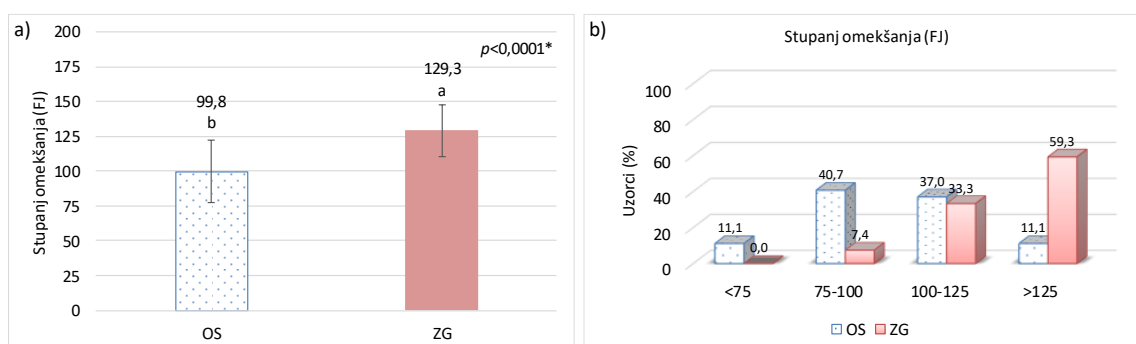 a)
Stupanj omekšanja (FJ)
200
175
150
125
100
75
50
25
0
p<0,0001*
99,8
b
129,3
a
OS
ZG
b)
Stupanj omekšanja (FJ)
Uzorci (%)
100
80
60
40
20
0
11,1
0,0
40,7
7,4
37,0
33,3
11,1
59,3
<75
75-100
100-125
>125
OS
ZG